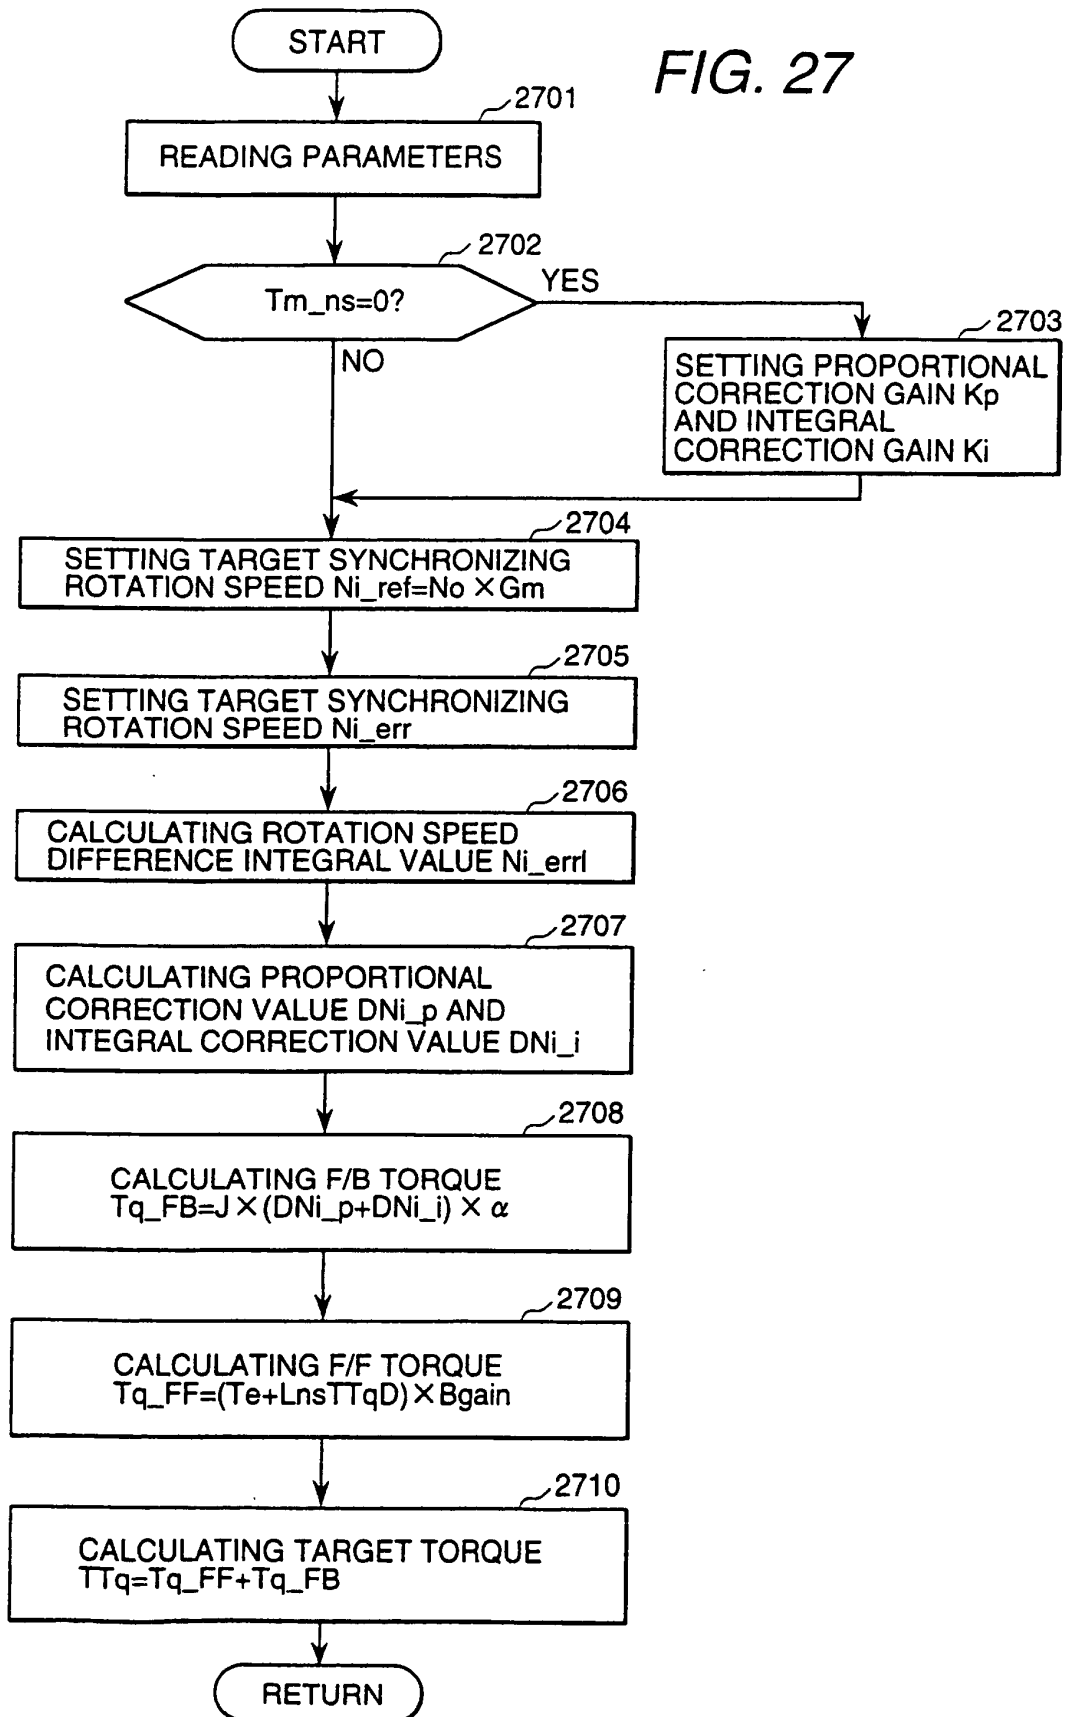 START
FIG. 27
2701
READING PARAMETERS
2702
Tm_ns=0?
YES
NO
2703
SETTING PROPORTIONAL
CORRECTION GAIN Kp
AND INTEGRAL
CORRECTION GAIN Ki
2704
SETTING TARGET SYNCHRONIZING
ROTATION SPEED Ni_ref=No×Gm
2705
SETTING TARGET SYNCHRONIZING
ROTATION SPEED Ni_err
2706
CALCULATING ROTATION SPEED
DIFFERENCE INTEGRAL VALUE Ni_errI
2707
CALCULATING PROPORTIONAL
CORRECTION VALUE DNi_p AND
INTEGRAL CORRECTION VALUE DNi_i
2708
CALCULATING F/B TORQUE
Tq_FB=J×(DNi_p+DNi_i)×α
2709
CALCULATING F/F TORQUE
Tq_FF=(Te+LnsTTqD)×Bgain
2710
CALCULATING TARGET TORQUE
TTq=Tq_FF+Tq_FB
RETURN